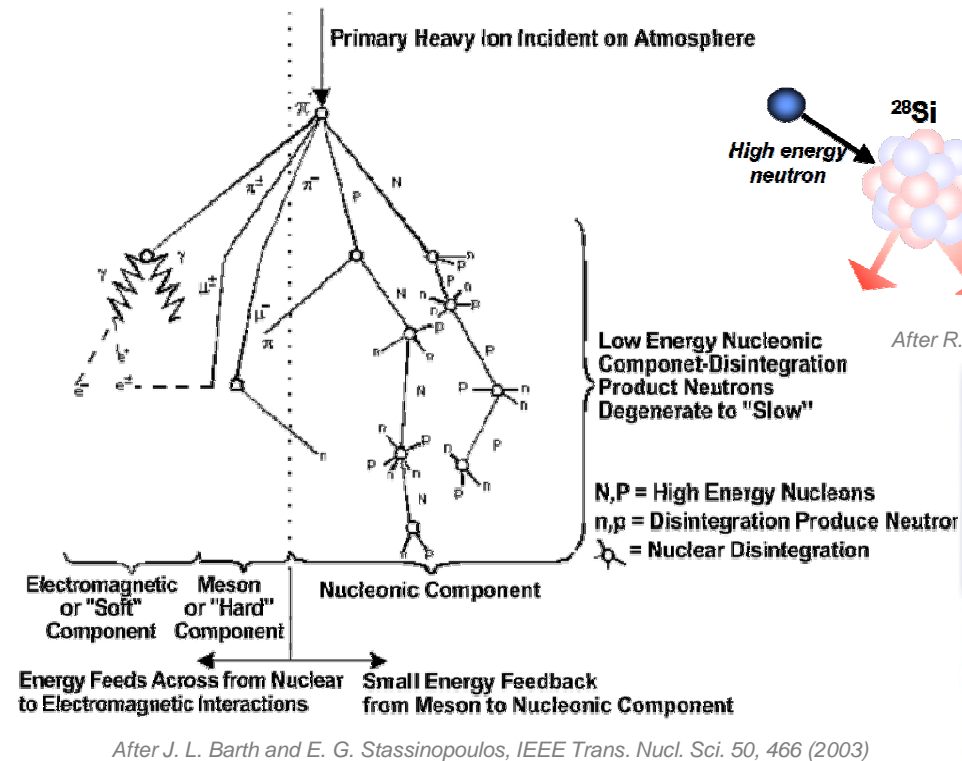 Primary Heavy Ion Incident on Atmosphere
π
π±
π-
P
N
28Si
High energy
neutron
γ
γ
μ±
μ-
π
n
p
P
n
n
p
n
N
p
n
n
P
P
n
n
N
n
p
n
P
n
n
P
n
n
P
N
n
P
e±
n
Low Energy Nucleonic
Componet-Disintegration
Product Neutrons
Degenerate to "Slow"
After R.
N,P = High Energy Nucleons
n,p = Disintegration Produce Neutror
= Nuclear Disintegration
Electromagnetic
or "Soft"
Component
Meson
or "Hard"
Component
Nucleonic Component
Energy Feeds Across from Nuclear
to Electromagnetic Interactions
Small Energy Feedback
from Meson to Nucleonic Component
After J. L. Barth and E. G. Stassinopoulos, IEEE Trans. Nucl. Sci. 50, 466 (2003)